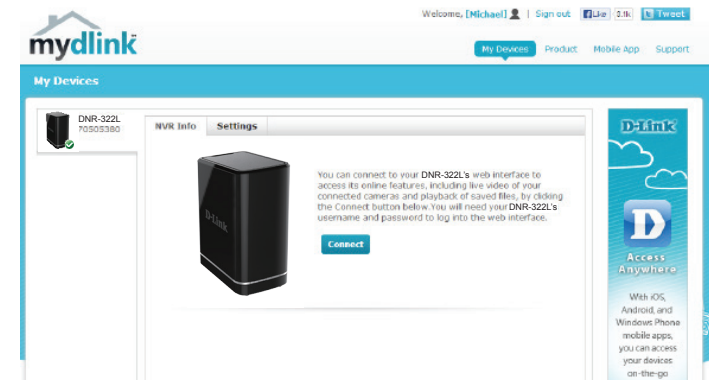 Welcome, [Michael] | Sign out Like 5.1k Tweet
mydlink
My Devices Product Mobile App Support
My Devices
DNR-322L
70505380
NVR Info Settings
You can connect to your DNR-322L's web interface to
access its online features, including live video of your
connected cameras and playback of saved files, by clicking
the Connect button below.You will need your DNR-322L's
username and password to log into the web interface.
D-Link
Connect
D-Link
D
Access
Anywhere
With iOS,
Android, and
Windows Phone
mobile apps,
you can access
your devices
on-the-go